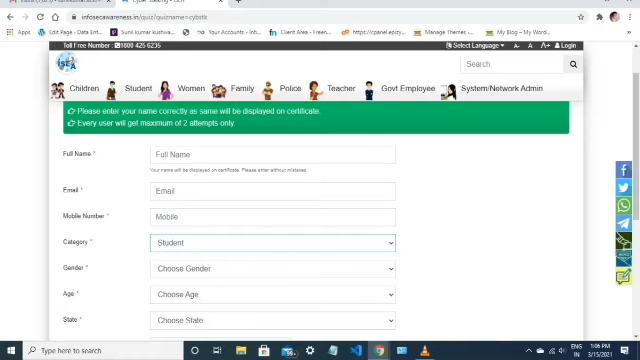 infosecawareness.in/quiz?quizname=cybstk
Apps
Edit Page - Data Entri
Sunil kumar kushwa
Your Accounts -
Client Area - Freenom
https://cpanel.epizy
Manage Themes
My Blog - My Word...
Toll Free Number : 1800 425 6235
Select Language
A-
A
A+
Login
ISEA
Search
Children
Student
Women
Family
Police
Teacher
Govt Employee
System/Network Admin
Please enter your name correctly as same will be displayed on certificate.
Every user will get maximum of 2 attempts only.
Full Name *
Full Name
Your name will be displayed on certificate. Please enter without mistakes.
Email *
Email
Mobile Number *
Mobile
Category *
Student
Gender *
Choose Gender
Age *
Choose Age
State *
Choose State
Type here to search
99+
ENG
IN
1:06 PM
3/15/2021